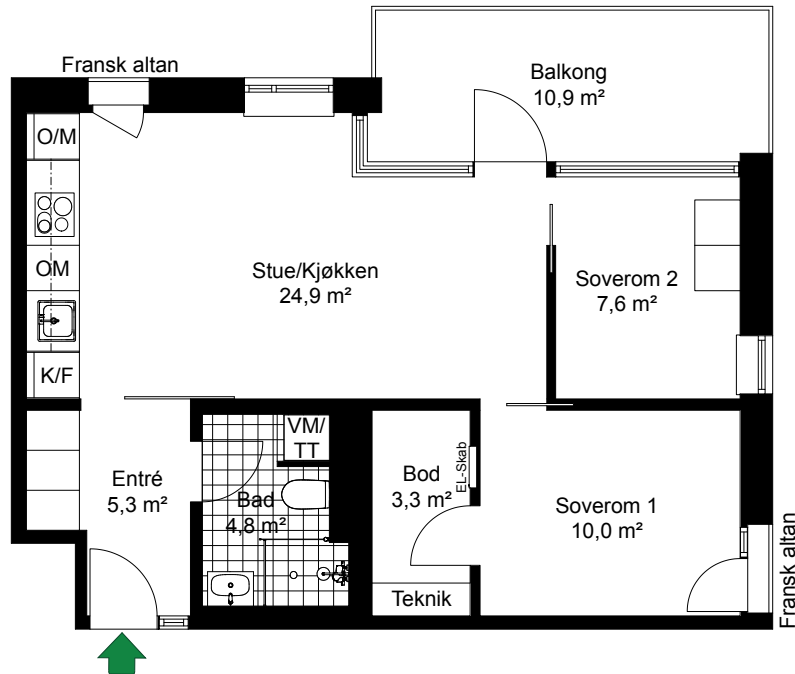 Fransk altan
Balkong
10,9 m²
O/M
OM
K/F
Stue/Kjøkken
24,9 m²
Soverom 2
7,6 m²
Entré
5,3 m²
VM/
TT
Bad
4,8 m²
Bod
3,3 m²
EL-Skab
Teknik
Soverom 1
10,0 m²
Fransk altan